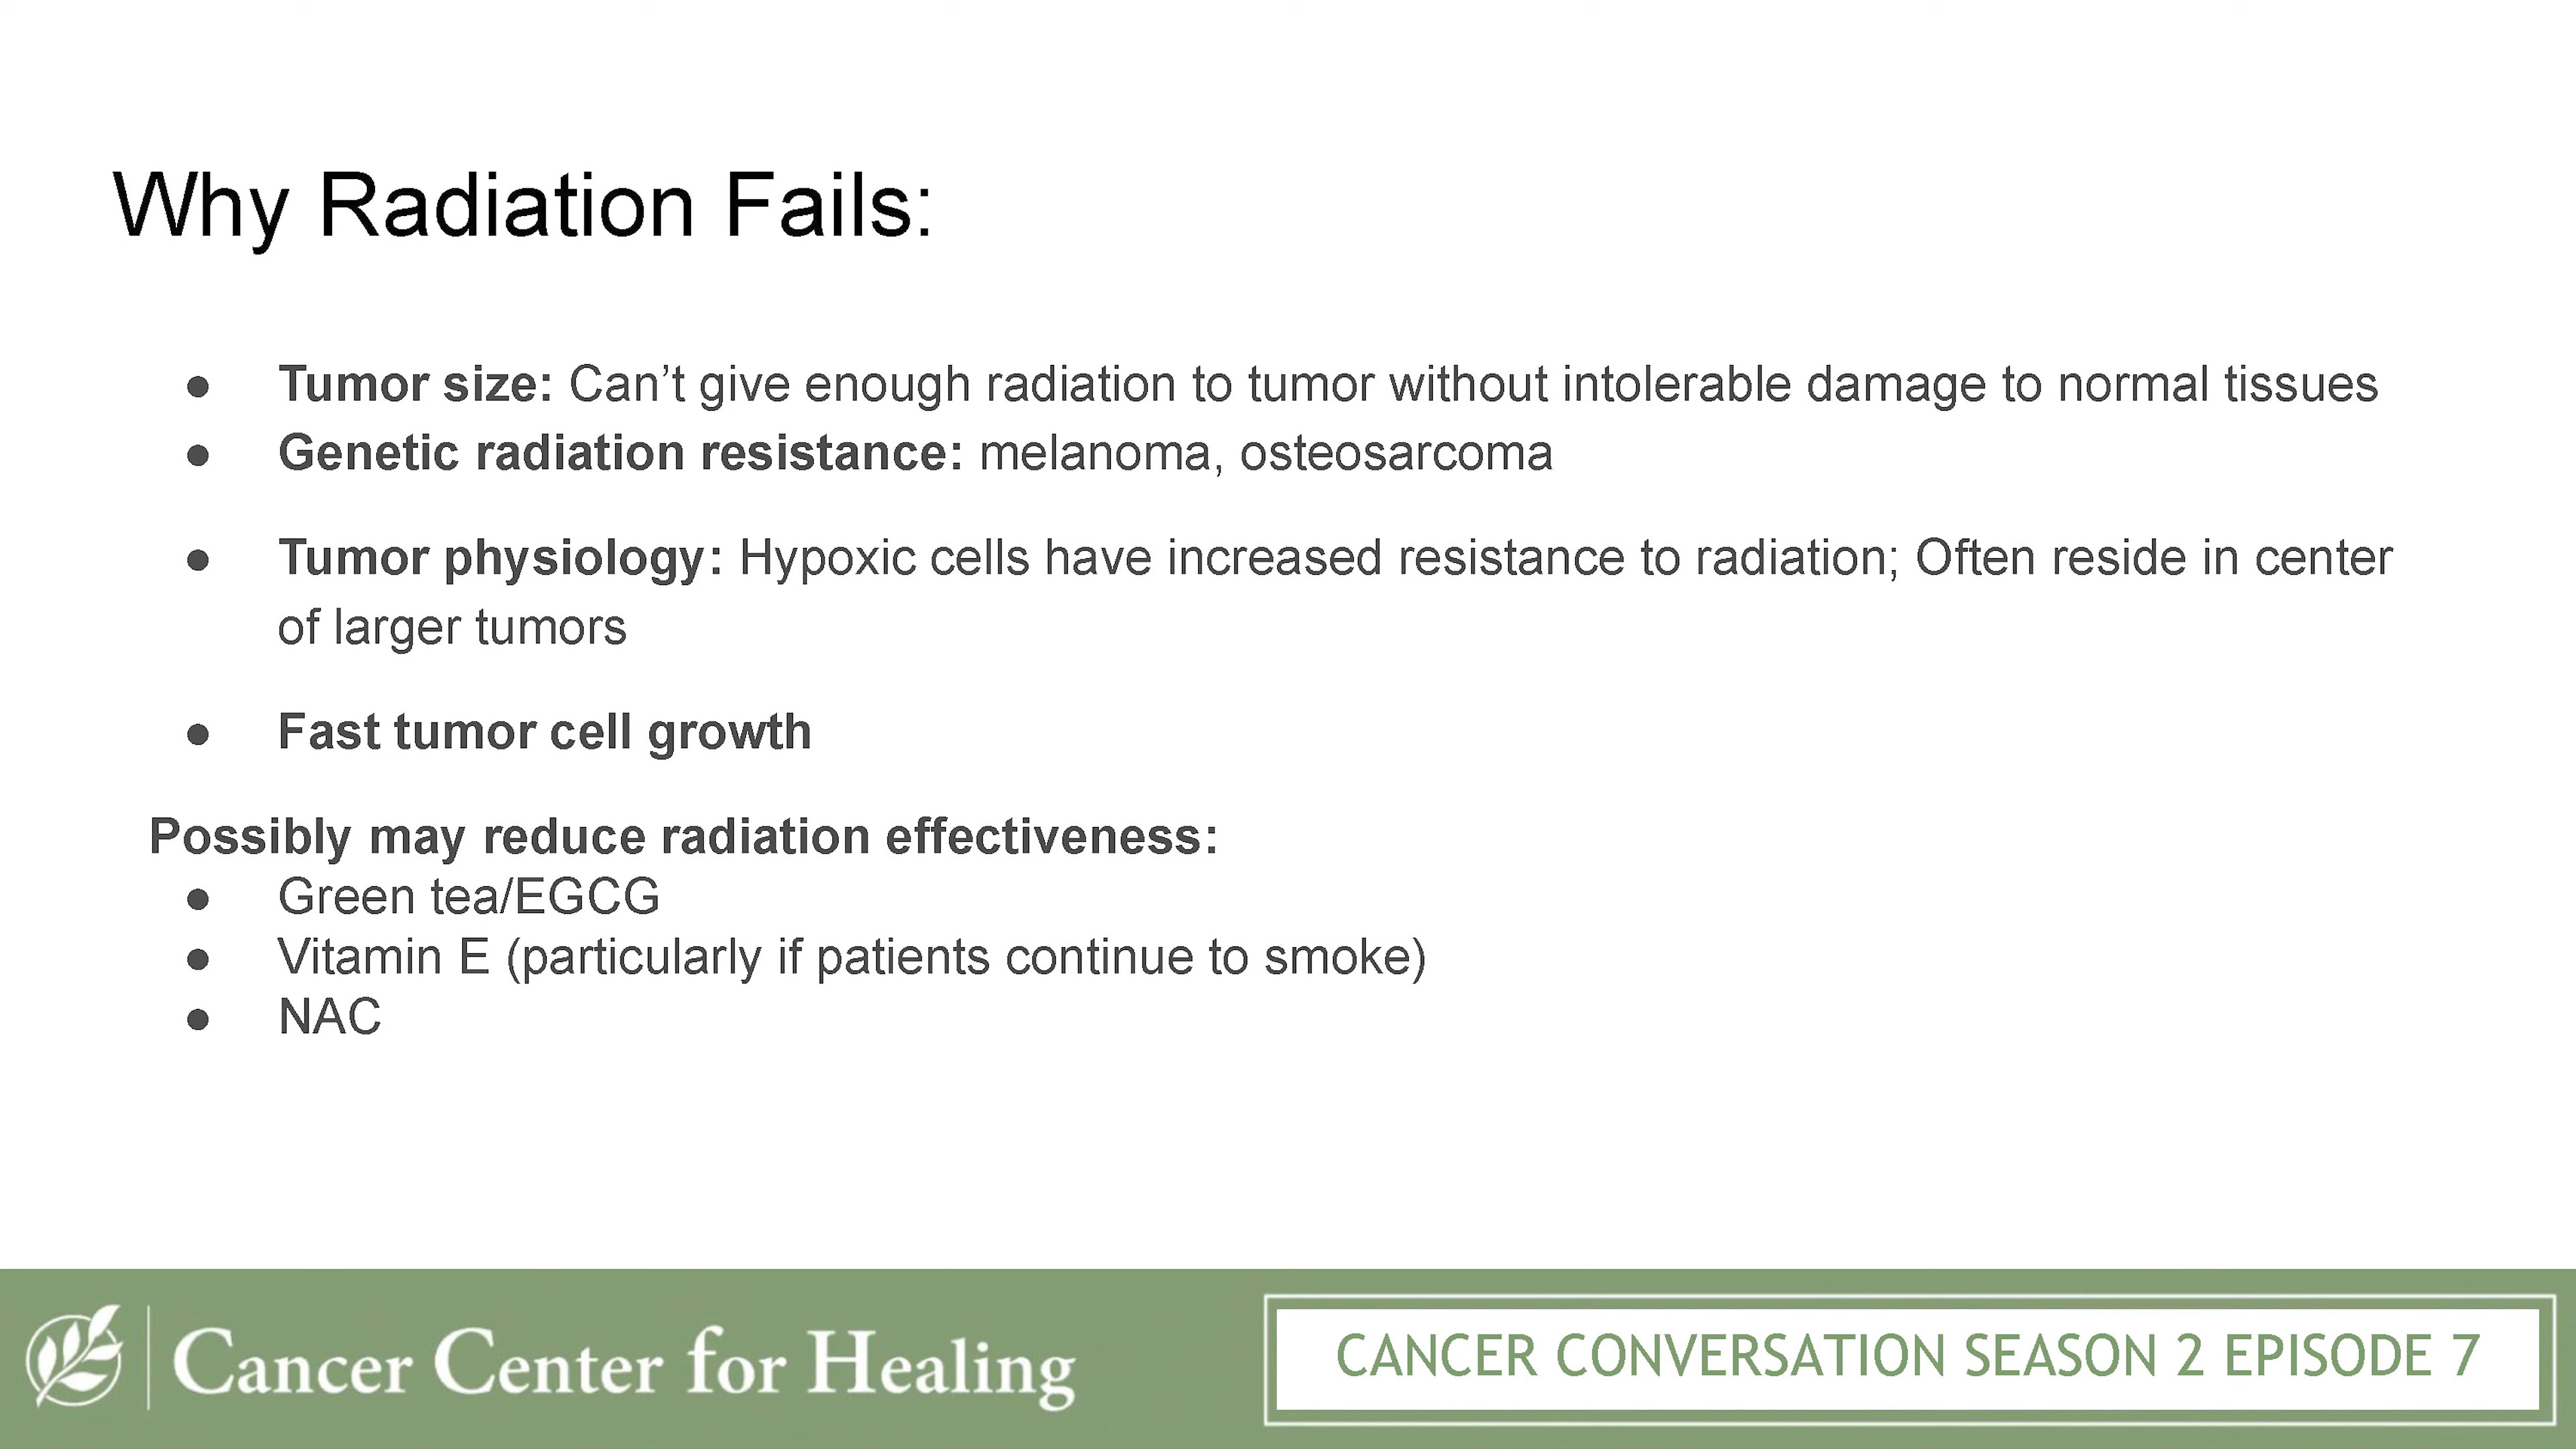 Why Radiation Fails:
● Tumor size: Can’t give enough radiation to tumor without intolerable damage to normal tissues
● Genetic radiation resistance: melanoma, osteosarcoma
● Tumor physiology: Hypoxic cells have increased resistance to radiation; Often reside in center
of larger tumors
● Fast tumor cell growth
Possibly may reduce radiation effectiveness:
● Green tea/EGCG
● Vitamin E (particularly if patients continue to smoke)
● NAC
Cancer Center for Healing
CANCER CONVERSATION SEASON 2 EPISODE 7